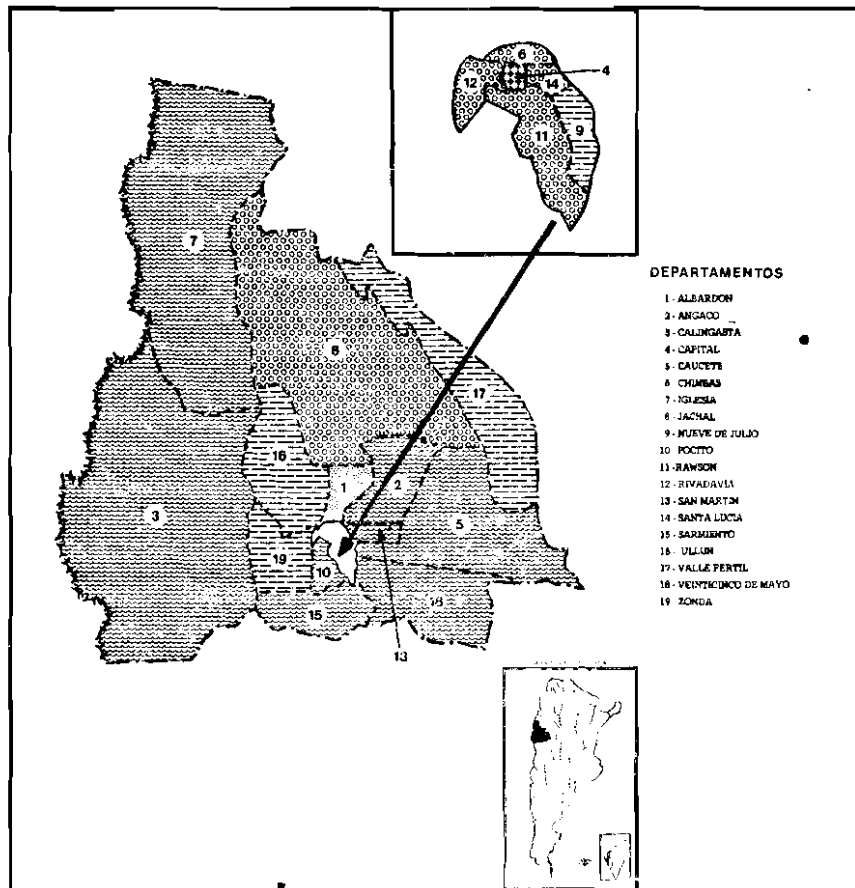 6
4
12
14
9
11
7
8
17
16
1
2
3
5
19
10
15
18
13
DEPARTAMENTOS
1 - ALBARDON
2 - ANGACO
3 - CALINGASTA
4 - CAPITAL
5 - CAUCETE
6 - CHIMBAS
7 - IGLESIA
8 - JACHAL
9 - NUEVE DE JULIO
10 POCITO
11 - RAWSON
12 - RIVADAVIA
13 - SAN MARTIN
14 - SANTA LUCIA
15 - SARMIENTO
16 - ULLUN
17 - VALLE FERTIL
18 - VEINTICINCO DE MAYO
19 ZONDA